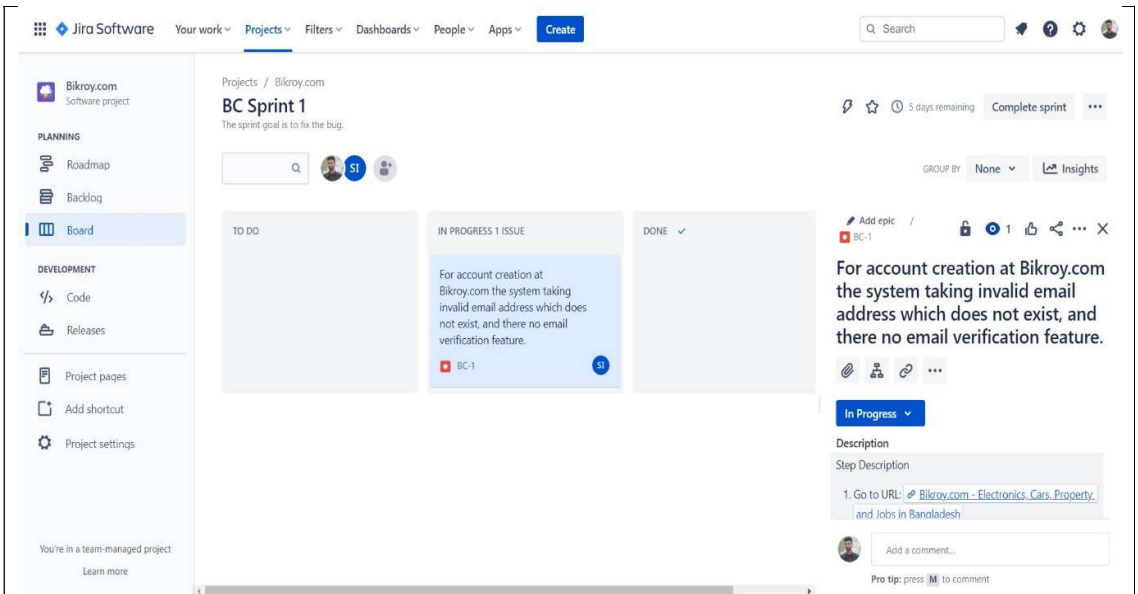 Jira Software Your work Projects Filters Dashboards People Apps Create Search
Bikroy.com
Software project
PLANNING
Roadmap
Backlog
Board
DEVELOPMENT
Code
Releases
Project pages
Add shortcut
Project settings
You're in a team-managed project
Learn more
Projects / Bikroy.com
BC Sprint 1
The sprint goal is to fix the bug.
5 days remaining Complete sprint
SI
GROUP BY None Insights
TO DO
IN PROGRESS 1 ISSUE
For account creation at
Bikroy.com the system taking
invalid email address which does
not exist, and there no email
verification feature.
BC-1 SI
DONE
Add epic /
BC-1
1
For account creation at Bikroy.com
the system taking invalid email
address which does not exist, and
there no email verification feature.
In Progress
Description
Step Description
1. Go to URL: Bikroy.com - Electronics, Cars, Property,
and Jobs in Bangladesh
Add a comment...
Pro tip: press M to comment